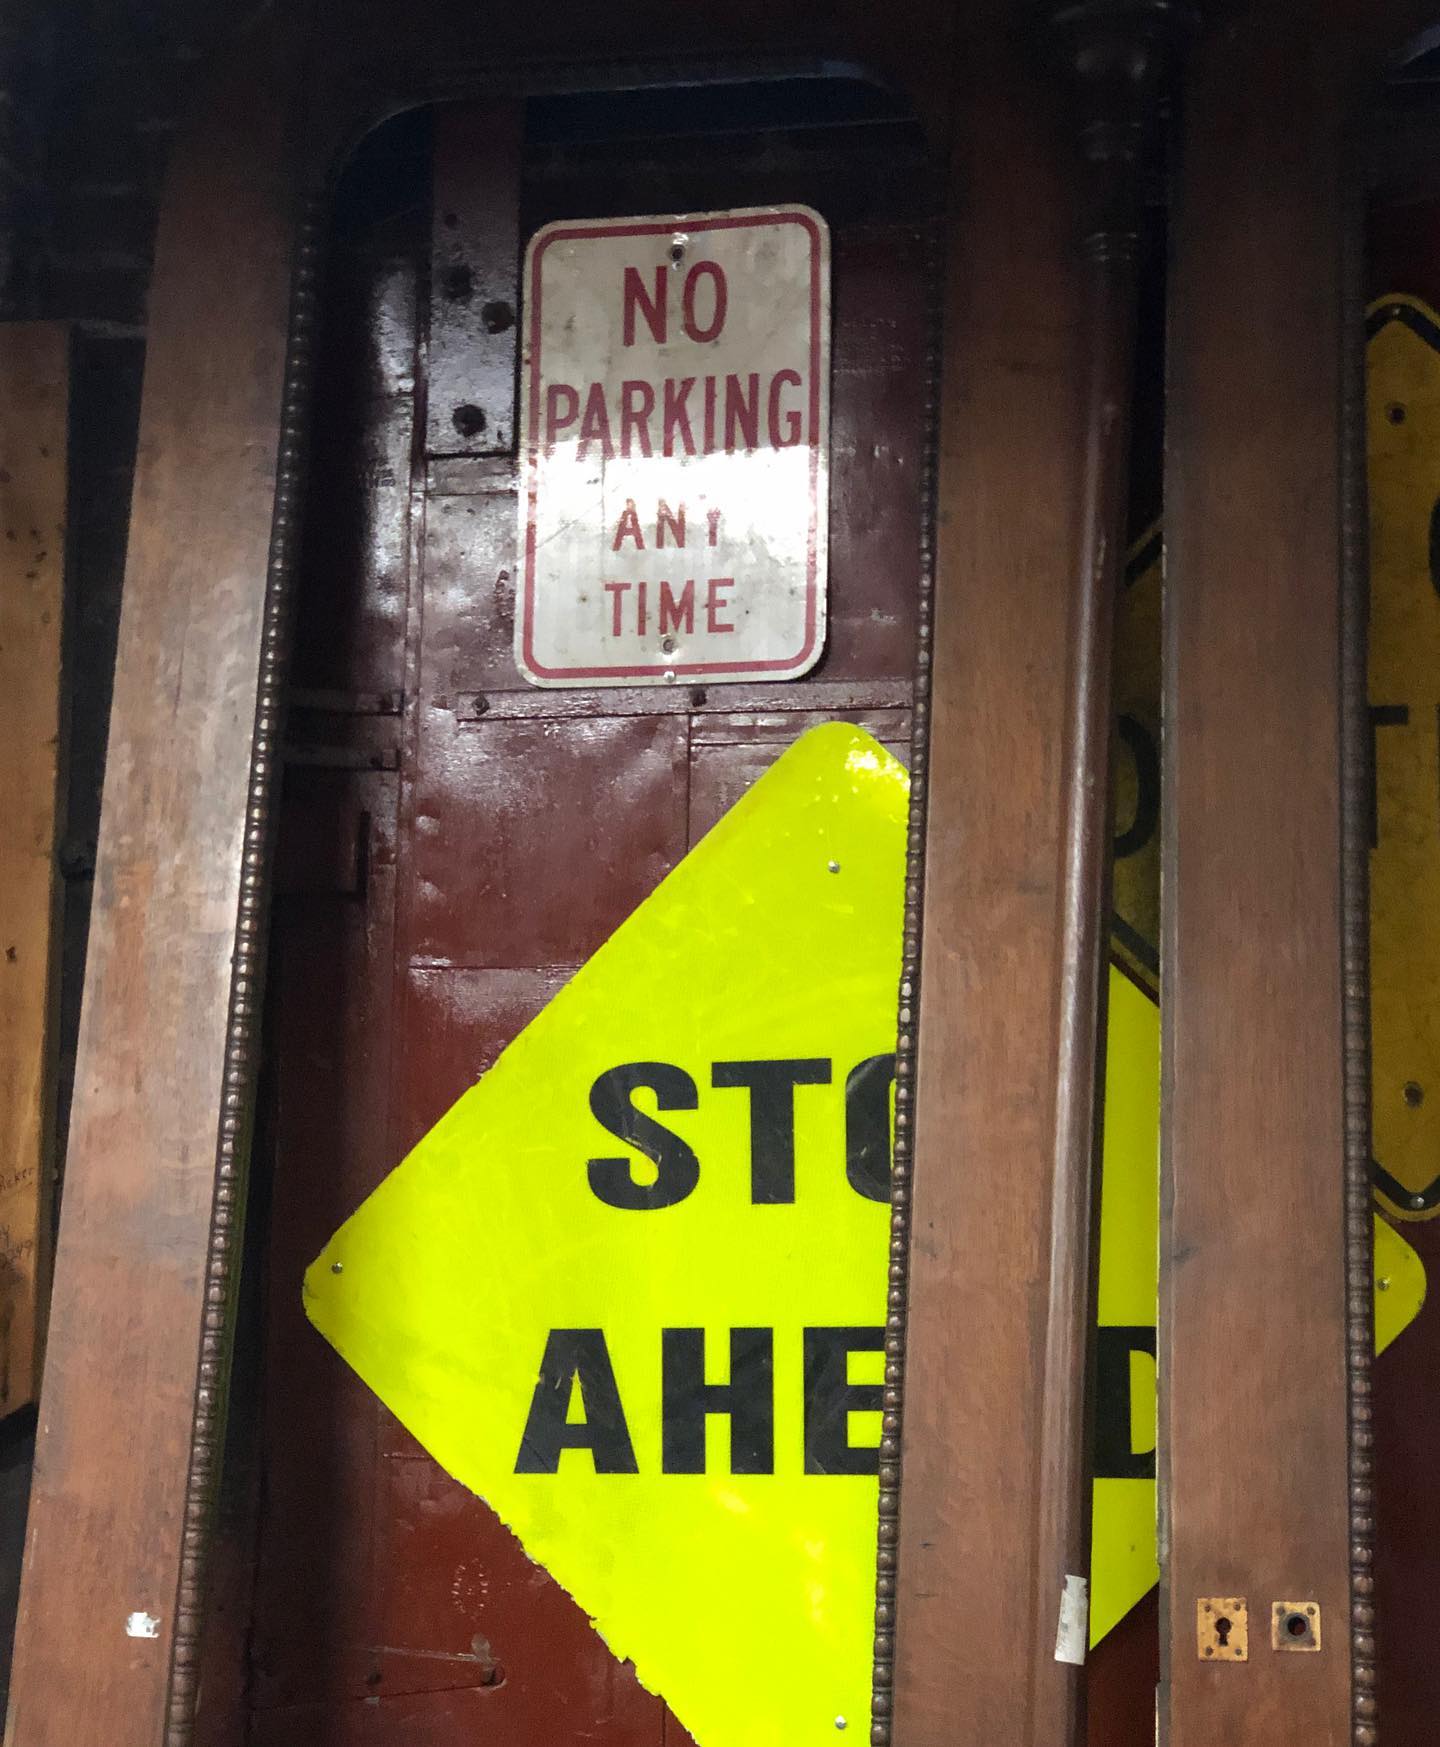 NO
PARKING
ANY
TIME
STO
AHE D